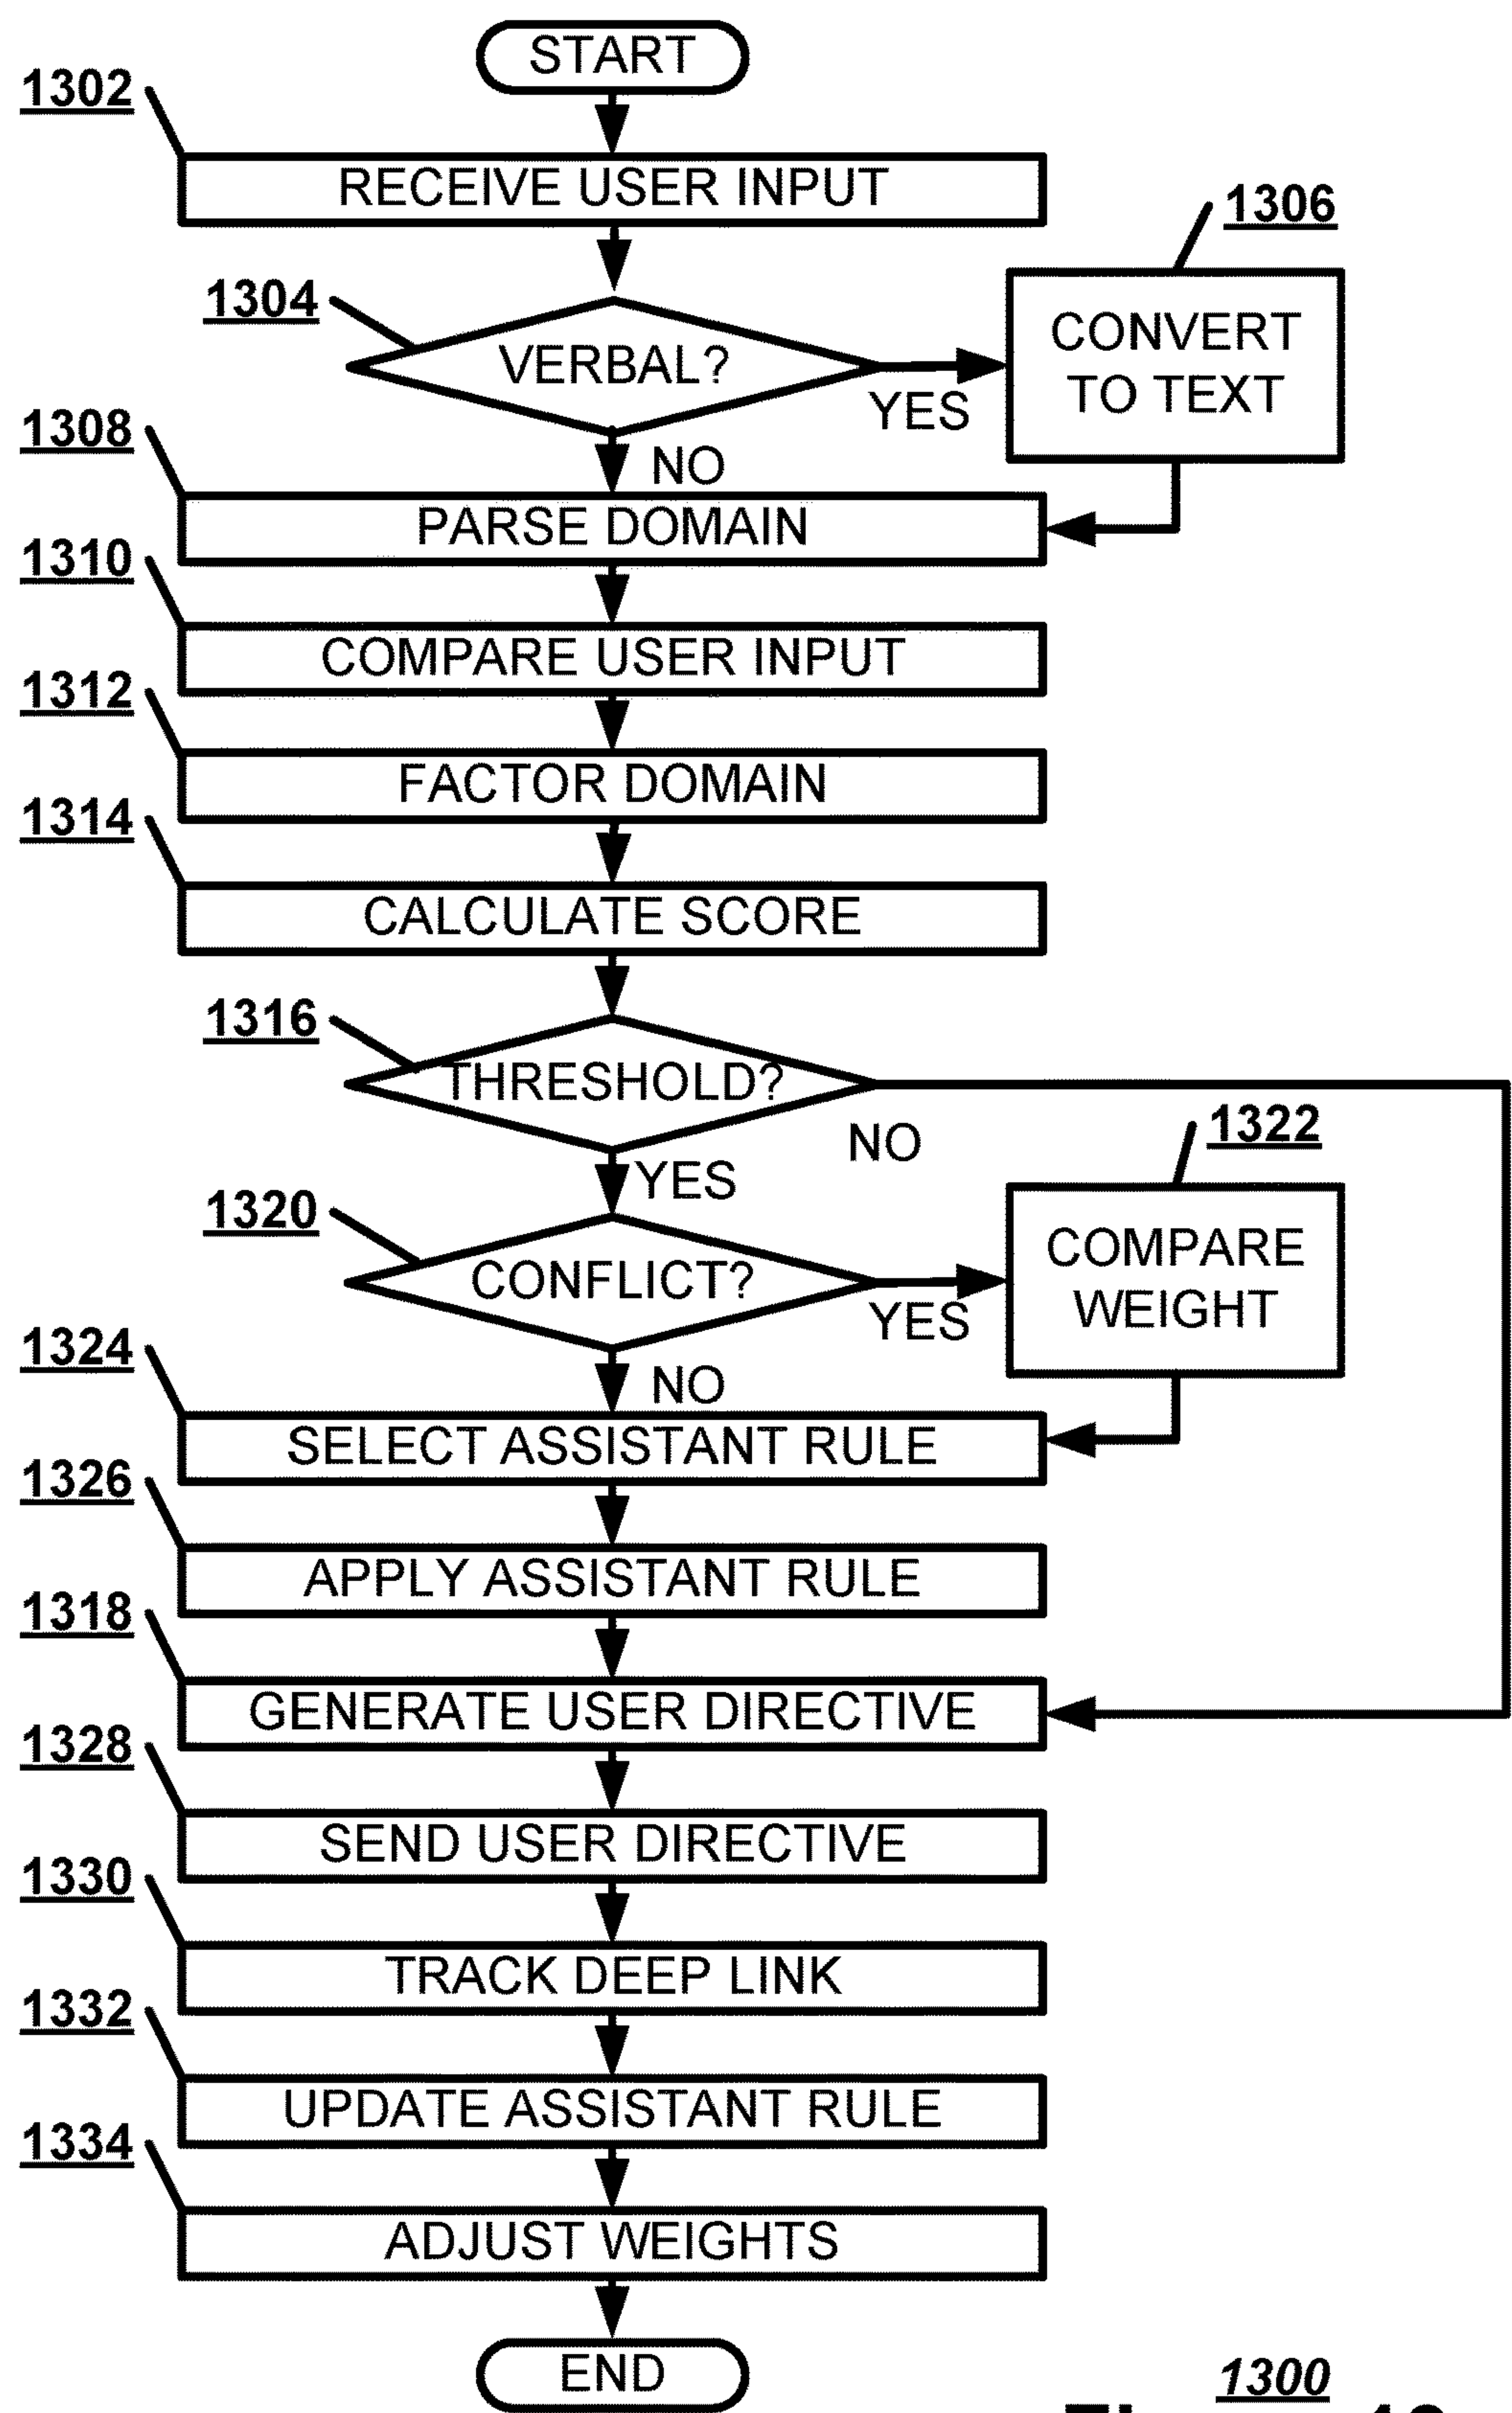 START
1302
RECEIVE USER INPUT
1306
1304
VERBAL?
CONVERT
TO TEXT
YES
1308
NO
PARSE DOMAIN
1310
COMPARE USER INPUT
1312
FACTOR DOMAIN
1314
CALCULATE SCORE
1316
THRESHOLD?
NO
1322
YES
1320
CONFLICT?
COMPARE
WEIGHT
YES
1324
NO
SELECT ASSISTANT RULE
1326
APPLY ASSISTANT RULE
1318
GENERATE USER DIRECTIVE
1328
SEND USER DIRECTIVE
1330
TRACK DEEP LINK
1332
UPDATE ASSISTANT RULE
1334
ADJUST WEIGHTS
END
1300